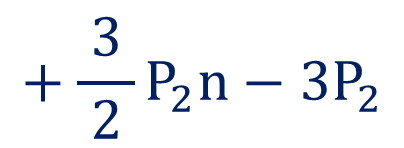 + 3/2 P₂n − 3P₂